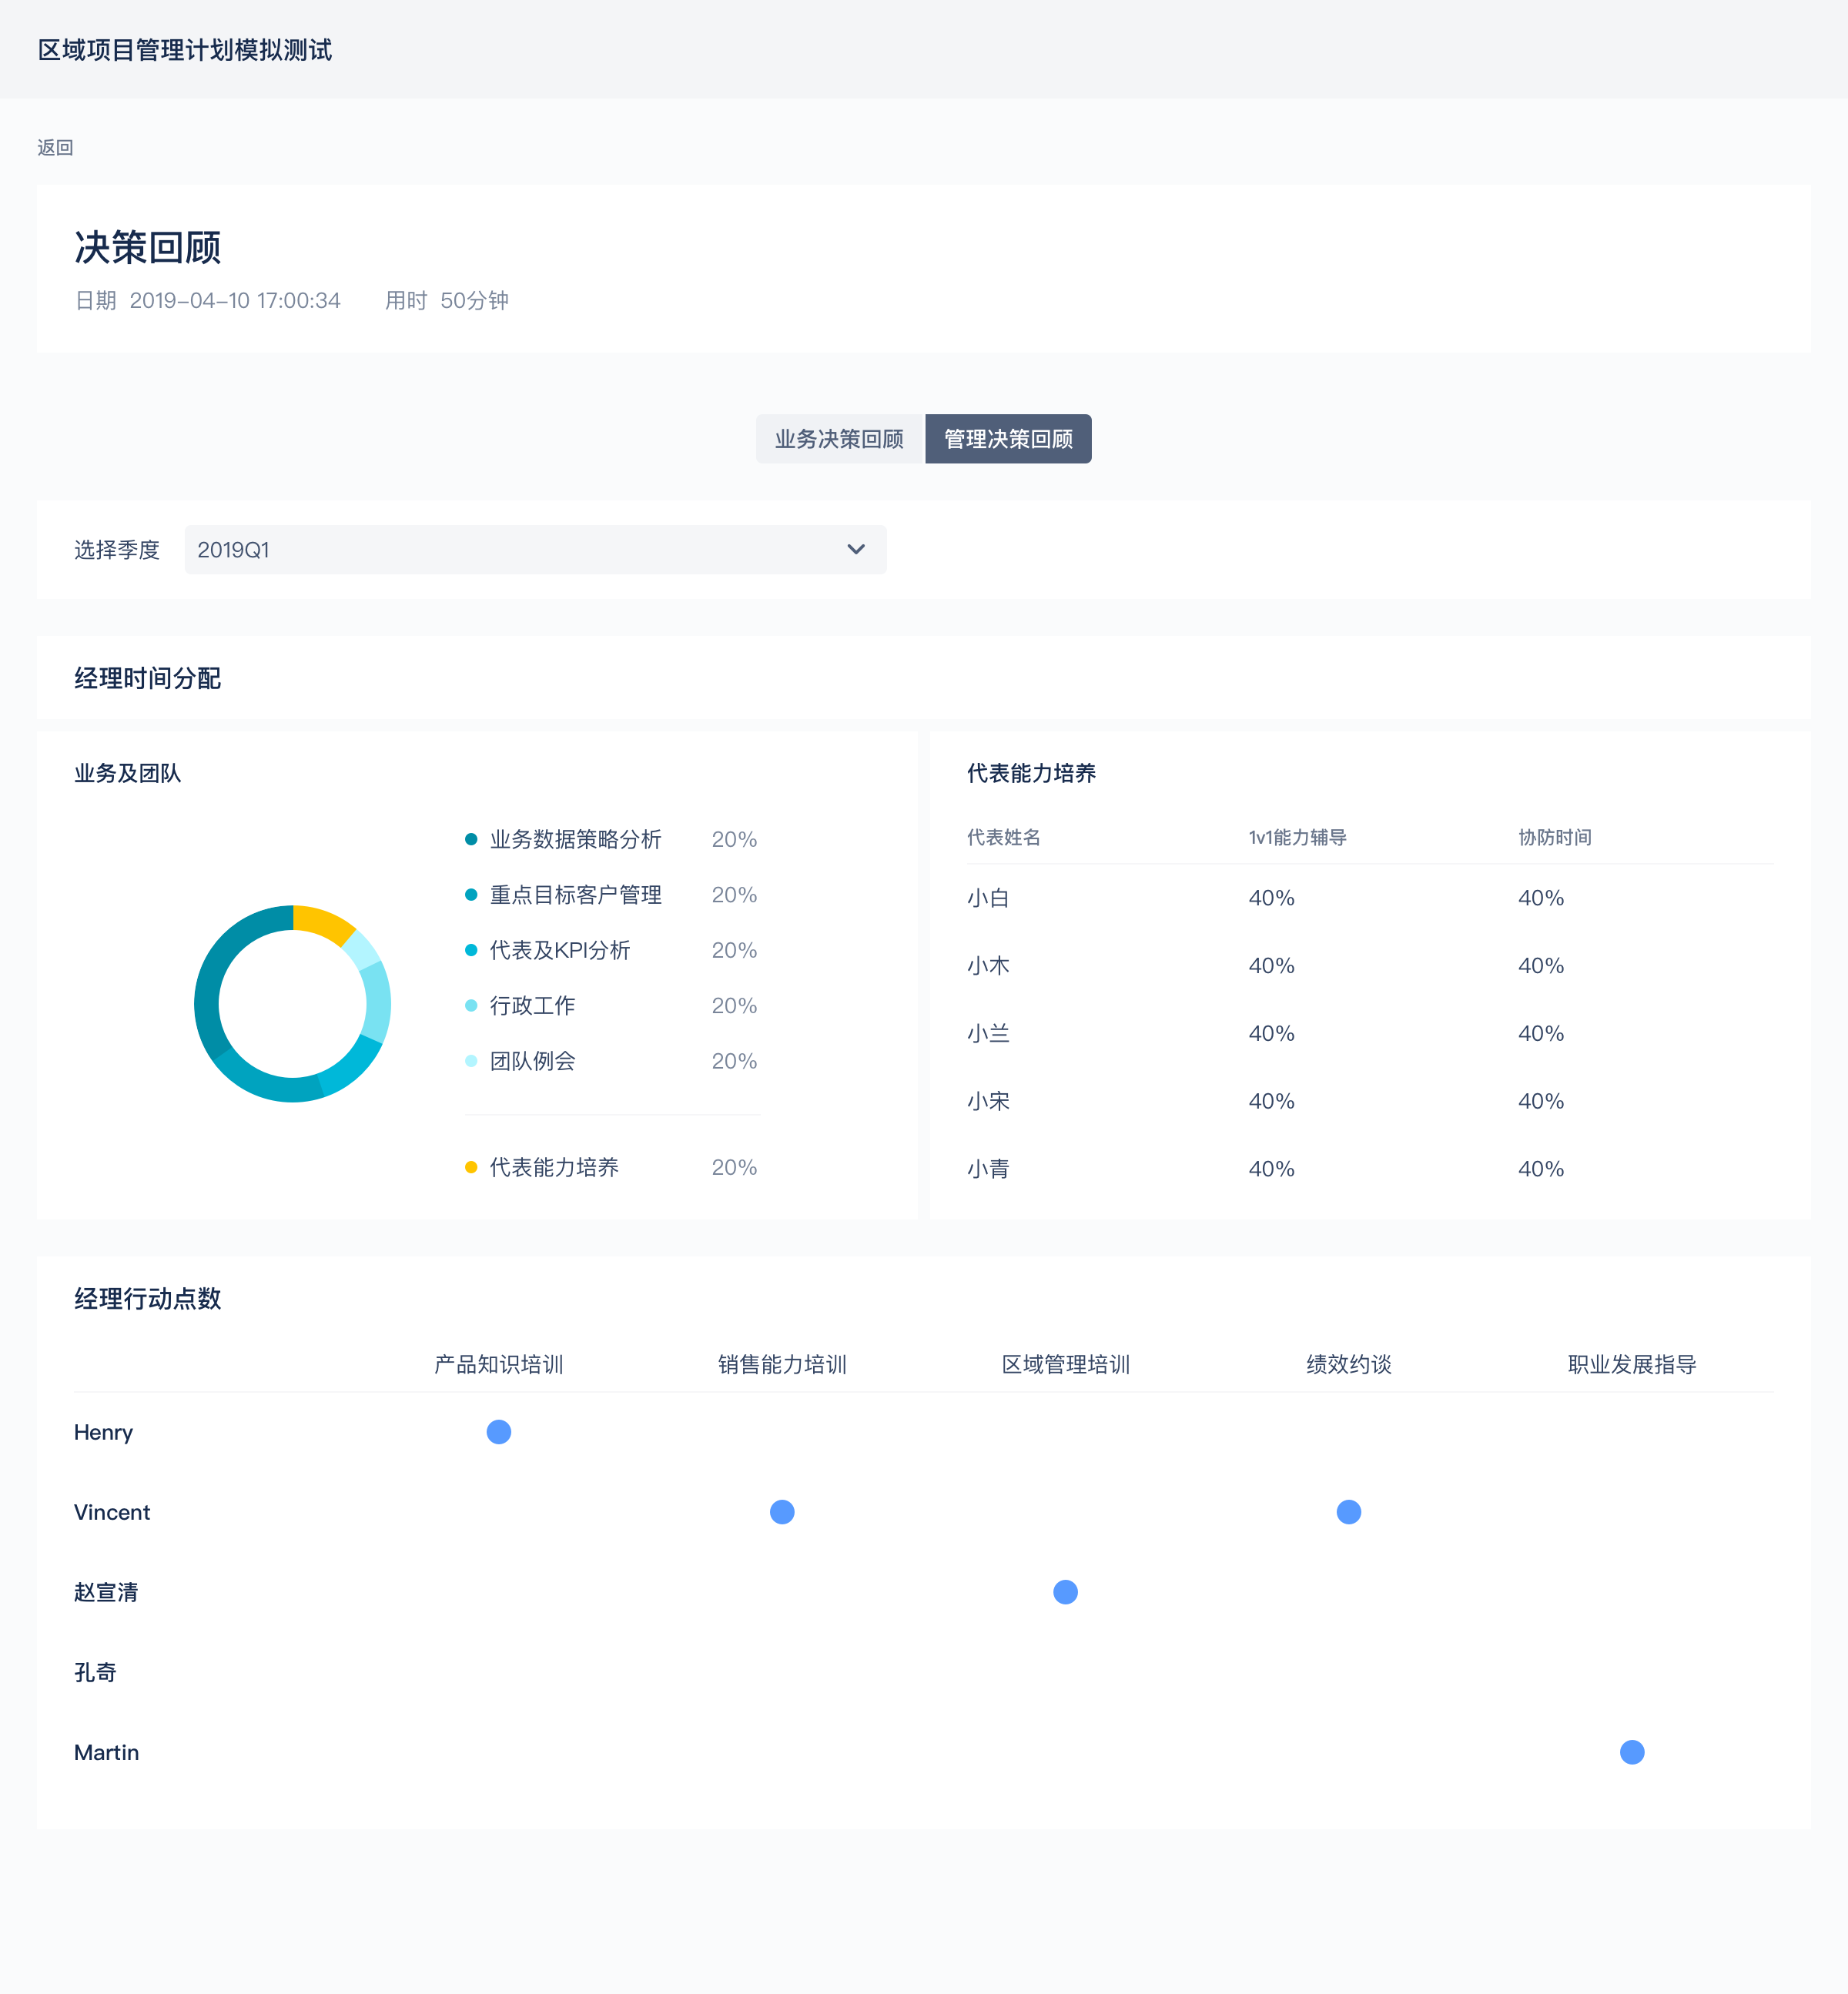 区域项目管理计划模拟测试
返回
决策回顾
日期 2019-04-10 17:00:34 用时 50分钟
业务决策回顾 管理决策回顾
选择季度 2019Q1
经理时间分配
业务及团队
业务数据策略分析 20%
重点目标客户管理 20%
代表及KPI分析 20%
行政工作 20%
团队例会 20%
代表能力培养 20%
代表能力培养
代表姓名 1v1能力辅导 协防时间
小白 40% 40%
小木 40% 40%
小兰 40% 40%
小宋 40% 40%
小青 40% 40%
经理行动点数
产品知识培训 销售能力培训 区域管理培训 绩效约谈 职业发展指导
Henry
Vincent
赵宣清
孔奇
Martin